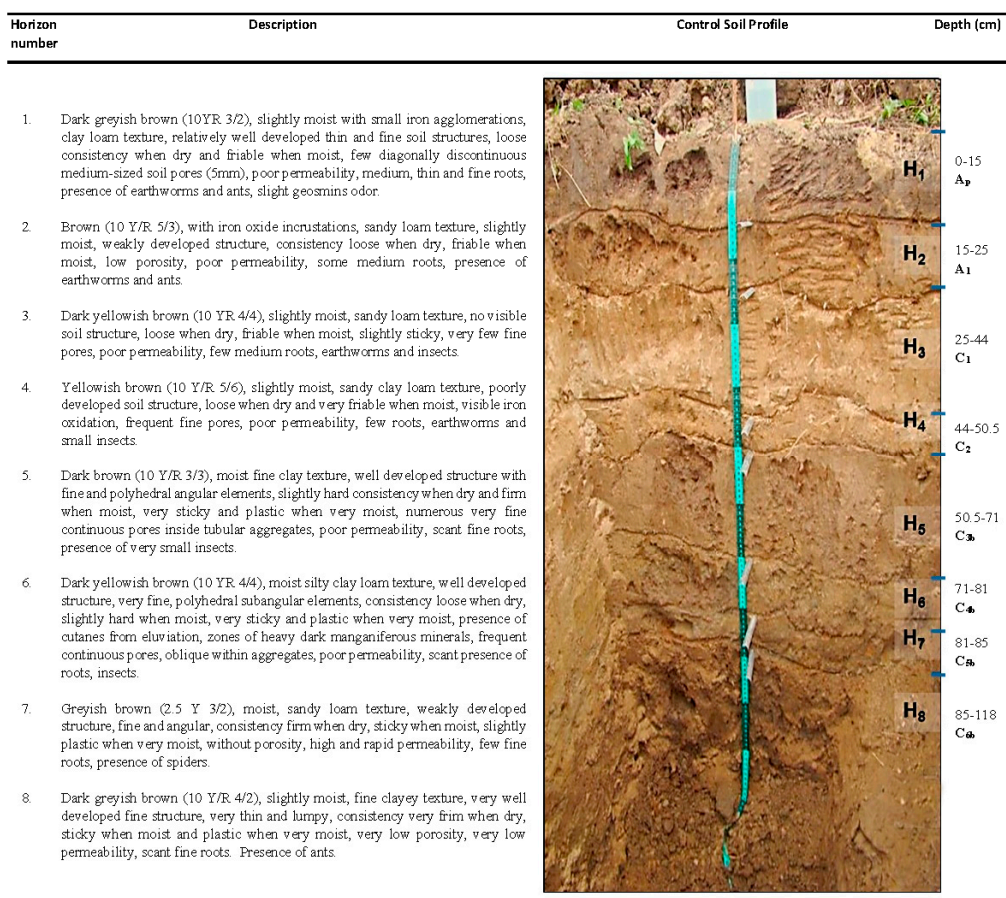 Horizon number
Description
Control Soil Profile
Depth (cm)
1. Dark greyish brown (10YR 3/2), slightly moist with small iron agglomerations,
clay loam texture, relatively well developed thin and fine soil structures, loose
consistency when dry and friable when moist, few diagonally discontinuous
medium-sized soil pores (5mm), poor permeability, medium, thin and fine roots,
presence of earthworms and ants, slight geosmins odor.
2. Brown (10 Y/R 5/3), with iron oxide incrustations, sandy loam texture, slightly
moist, weakly developed structure, consistency loose when dry, friable when
moist, low porosity, poor permeability, some medium roots, presence of
earthworms and ants.
3. Dark yellowish brown (10 YR 4/4), slightly moist, sandy loam texture, no visible
soil structure, loose when dry, friable when moist, slightly sticky, very few fine
pores, poor permeability, few medium roots, earthworms and insects.
4. Yellowish brown (10 Y/R 5/6), slightly moist, sandy clay loam texture, poorly
developed soil structure, loose when dry and very friable when moist, visible iron
oxidation, frequent fine pores, poor permeability, few roots, earthworms and
small insects.
5. Dark brown (10 Y/R 3/3), moist fine clay texture, well developed structure with
fine and polyhedral angular elements, slightly hard consistency when dry and firm
when moist, very sticky and plastic when very moist, numerous very fine
continuous pores inside tubular aggregates, poor permeability, scant fine roots,
presence of very small insects.
6. Dark yellowish brown (10 YR 4/4), moist silty clay loam texture, well developed
structure, very fine, polyhedral subangular elements, consistency loose when dry,
slightly hard when moist, very sticky and plastic when very moist, presence of
cutanes from eluviation, zones of heavy dark manganiferous minerals, frequent
continuous pores, oblique within aggregates, poor permeability, scant presence of
roots, insects.
7. Greyish brown (2.5 Y 3/2), moist, sandy loam texture, weakly developed
structure, fine and angular, consistency firm when dry, sticky when moist, slightly
plastic when very moist, without porosity, high and rapid permeability, few fine
roots, presence of spiders.
8. Dark greyish brown (10 Y/R 4/2), slightly moist, fine clayey texture, very well
developed fine structure, very thin and lumpy, consistency very frim when dry,
sticky when moist and plastic when very moist, very low porosity, very low
permeability, scant fine roots. Presence of ants.
H1
H2
H3
H4
H5
H6
H7
H8
0-15
Ap
15-25
A1
25-44
C1
44-50.5
C2
50.5-71
C3b
71-81
C4b
81-85
C5b
85-118
C6b